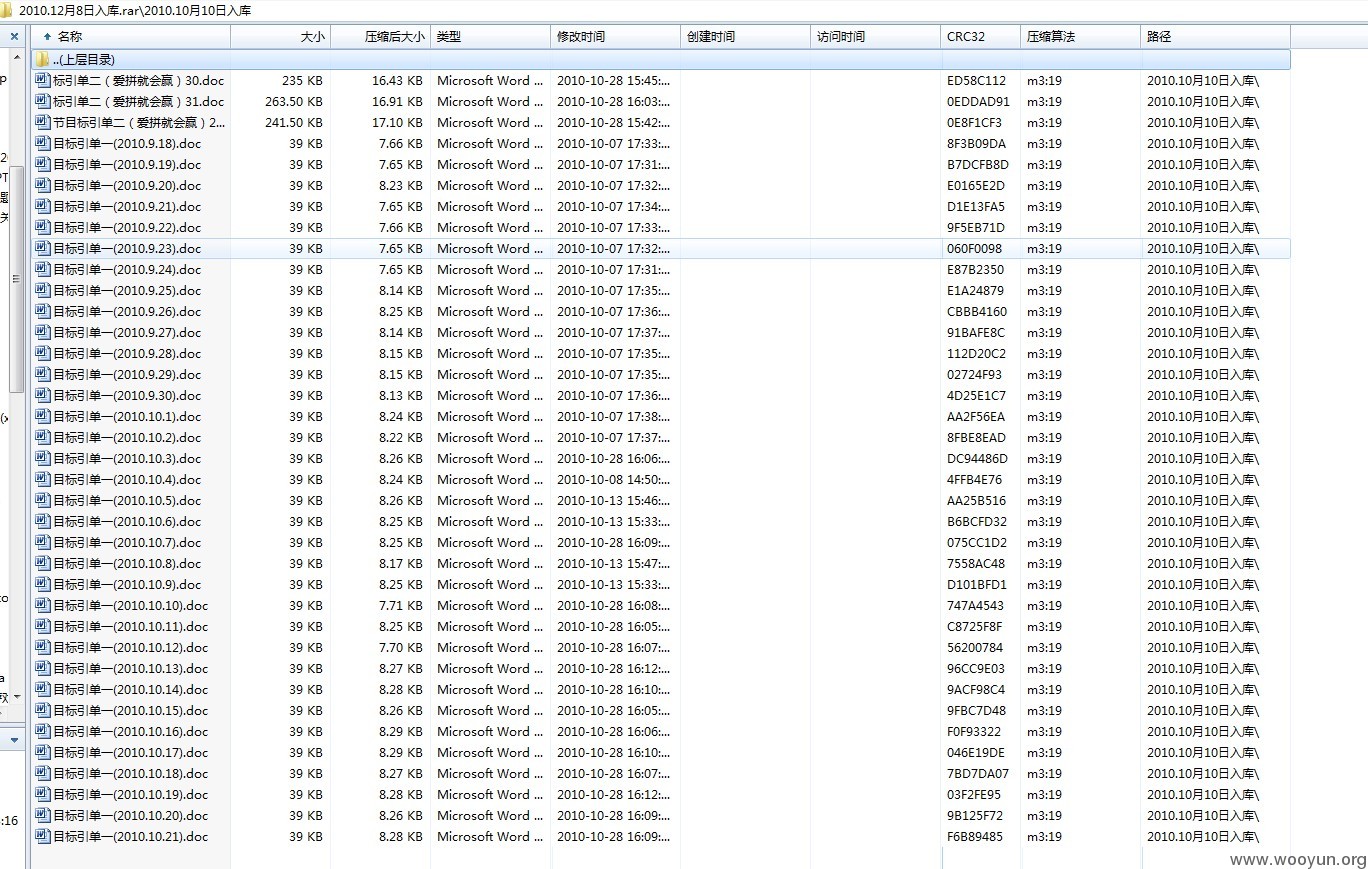 2010.12月8日入库.rar\2010.10月10日入库
名称 大小 压缩后大小 类型 修改时间 创建时间 访问时间 CRC32 压缩算法 路径
..(上层目录)
标引单二（爱拼就会赢）30.doc 235 KB 16.43 KB Microsoft Word ... 2010-10-28 15:45:... ED58C112 m3:19 2010.10月10日入库\
标引单二（爱拼就会赢）31.doc 263.50 KB 16.91 KB Microsoft Word ... 2010-10-28 16:03:... 0EDDAD91 m3:19 2010.10月10日入库\
节目标引单二（爱拼就会赢）2... 241.50 KB 17.10 KB Microsoft Word ... 2010-10-28 15:42:... 0E8F1CF3 m3:19 2010.10月10日入库\
目标引单一(2010.9.18).doc 39 KB 7.66 KB Microsoft Word ... 2010-10-07 17:33:... 8F3B09DA m3:19 2010.10月10日入库\
目标引单一(2010.9.19).doc 39 KB 7.65 KB Microsoft Word ... 2010-10-07 17:31:... B7DCFB8D m3:19 2010.10月10日入库\
目标引单一(2010.9.20).doc 39 KB 8.23 KB Microsoft Word ... 2010-10-07 17:32:... E0165E2D m3:19 2010.10月10日入库\
目标引单一(2010.9.21).doc 39 KB 7.65 KB Microsoft Word ... 2010-10-07 17:34:... D1E13FA5 m3:19 2010.10月10日入库\
目标引单一(2010.9.22).doc 39 KB 7.66 KB Microsoft Word ... 2010-10-07 17:33:... 9F5EB71D m3:19 2010.10月10日入库\
目标引单一(2010.9.23).doc 39 KB 7.65 KB Microsoft Word ... 2010-10-07 17:32:... 060F0098 m3:19 2010.10月10日入库\
目标引单一(2010.9.24).doc 39 KB 7.65 KB Microsoft Word ... 2010-10-07 17:31:... E87B2350 m3:19 2010.10月10日入库\
目标引单一(2010.9.25).doc 39 KB 8.14 KB Microsoft Word ... 2010-10-07 17:35:... E1A24879 m3:19 2010.10月10日入库\
目标引单一(2010.9.26).doc 39 KB 8.25 KB Microsoft Word ... 2010-10-07 17:36:... CBBB4160 m3:19 2010.10月10日入库\
目标引单一(2010.9.27).doc 39 KB 8.14 KB Microsoft Word ... 2010-10-07 17:37:... 91BAFE8C m3:19 2010.10月10日入库\
目标引单一(2010.9.28).doc 39 KB 8.15 KB Microsoft Word ... 2010-10-07 17:35:... 112D20C2 m3:19 2010.10月10日入库\
目标引单一(2010.9.29).doc 39 KB 8.15 KB Microsoft Word ... 2010-10-07 17:35:... 02724F93 m3:19 2010.10月10日入库\
目标引单一(2010.9.30).doc 39 KB 8.13 KB Microsoft Word ... 2010-10-07 17:36:... 4D25E1C7 m3:19 2010.10月10日入库\
目标引单一(2010.10.1).doc 39 KB 8.24 KB Microsoft Word ... 2010-10-07 17:38:... AA2F56EA m3:19 2010.10月10日入库\
目标引单一(2010.10.2).doc 39 KB 8.22 KB Microsoft Word ... 2010-10-07 17:37:... 8FBE8EAD m3:19 2010.10月10日入库\
目标引单一(2010.10.3).doc 39 KB 8.26 KB Microsoft Word ... 2010-10-28 16:06:... DC94486D m3:19 2010.10月10日入库\
目标引单一(2010.10.4).doc 39 KB 8.24 KB Microsoft Word ... 2010-10-08 14:50:... 4FFB4E76 m3:19 2010.10月10日入库\
目标引单一(2010.10.5).doc 39 KB 8.26 KB Microsoft Word ... 2010-10-13 15:46:... AA25B516 m3:19 2010.10月10日入库\
目标引单一(2010.10.6).doc 39 KB 8.25 KB Microsoft Word ... 2010-10-13 15:33:... B6BCFD32 m3:19 2010.10月10日入库\
目标引单一(2010.10.7).doc 39 KB 8.25 KB Microsoft Word ... 2010-10-28 16:09:... 075CC1D2 m3:19 2010.10月10日入库\
目标引单一(2010.10.8).doc 39 KB 8.17 KB Microsoft Word ... 2010-10-13 15:47:... 7558AC48 m3:19 2010.10月10日入库\
目标引单一(2010.10.9).doc 39 KB 8.25 KB Microsoft Word ... 2010-10-13 15:33:... D101BFD1 m3:19 2010.10月10日入库\
目标引单一(2010.10.10).doc 39 KB 7.71 KB Microsoft Word ... 2010-10-28 16:08:... 747A4543 m3:19 2010.10月10日入库\
目标引单一(2010.10.11).doc 39 KB 8.25 KB Microsoft Word ... 2010-10-28 16:05:... C8725F8F m3:19 2010.10月10日入库\
目标引单一(2010.10.12).doc 39 KB 7.70 KB Microsoft Word ... 2010-10-28 16:07:... 56200784 m3:19 2010.10月10日入库\
目标引单一(2010.10.13).doc 39 KB 8.27 KB Microsoft Word ... 2010-10-28 16:12:... 96CC9E03 m3:19 2010.10月10日入库\
目标引单一(2010.10.14).doc 39 KB 8.28 KB Microsoft Word ... 2010-10-28 16:10:... 9ACF98C4 m3:19 2010.10月10日入库\
目标引单一(2010.10.15).doc 39 KB 8.26 KB Microsoft Word ... 2010-10-28 16:05:... 9FBC7D48 m3:19 2010.10月10日入库\
目标引单一(2010.10.16).doc 39 KB 8.29 KB Microsoft Word ... 2010-10-28 16:06:... F0F93322 m3:19 2010.10月10日入库\
目标引单一(2010.10.17).doc 39 KB 8.29 KB Microsoft Word ... 2010-10-28 16:10:... 046E19DE m3:19 2010.10月10日入库\
目标引单一(2010.10.18).doc 39 KB 8.27 KB Microsoft Word ... 2010-10-28 16:07:... 7BD7DA07 m3:19 2010.10月10日入库\
目标引单一(2010.10.19).doc 39 KB 8.28 KB Microsoft Word ... 2010-10-28 16:12:... 03F2FE95 m3:19 2010.10月10日入库\
目标引单一(2010.10.20).doc 39 KB 8.26 KB Microsoft Word ... 2010-10-28 16:09:... 9B125F72 m3:19 2010.10月10日入库\
目标引单一(2010.10.21).doc 39 KB 8.28 KB Microsoft Word ... 2010-10-28 16:09:... F6B89485 m3:19 2010.10月10日入库\
:16
www.wooyun.org